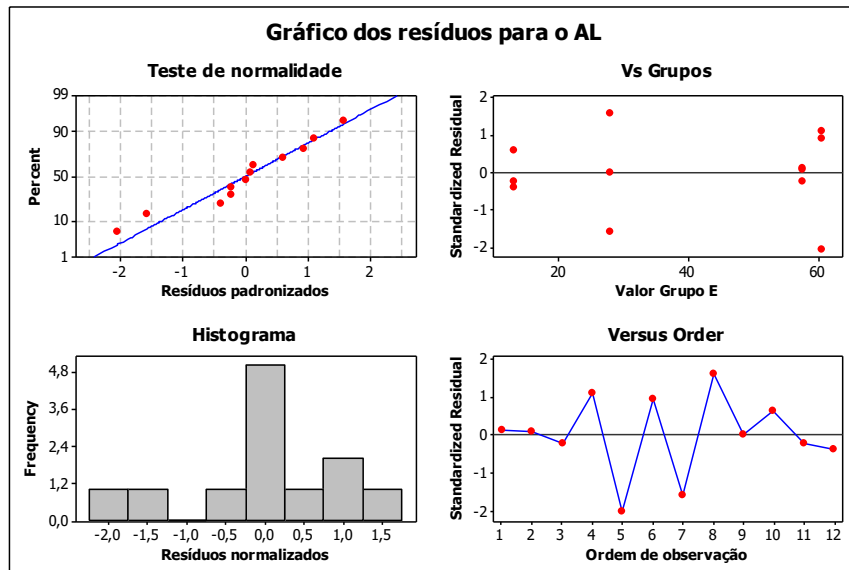 Gráfico dos resíduos para o AL
Teste de normalidade
99
90
50
10
1
Percent
-2 -1 0 1 2
Resíduos padronizados
Vs Grupos
2
1
0
-1
-2
Standardized Residual
20 40 60
Valor Grupo E
Histograma
4,8
3,6
2,4
1,2
0,0
Frequency
-2,0 -1,5 -1,0 -0,5 0,0 0,5 1,0 1,5
Resíduos normalizados
Versus Order
2
1
0
-1
-2
Standardized Residual
1 2 3 4 5 6 7 8 9 10 11 12
Ordem de observação